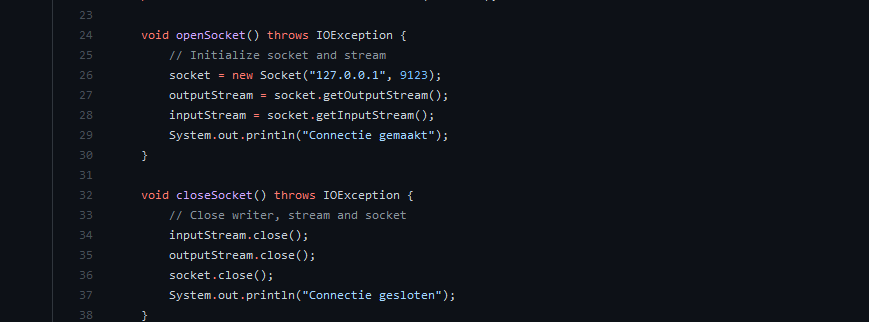 23
24 void openSocket() throws IOException {
25 // Initialize socket and stream
26 socket = new Socket("127.0.0.1", 9123);
27 outputStream = socket.getOutputStream();
28 inputStream = socket.getInputStream();
29 System.out.println("Connectie gemaakt");
30 }
31
32 void closeSocket() throws IOException {
33 // Close writer, stream and socket
34 inputStream.close();
35 outputStream.close();
36 socket.close();
37 System.out.println("Connectie gesloten");
38 }